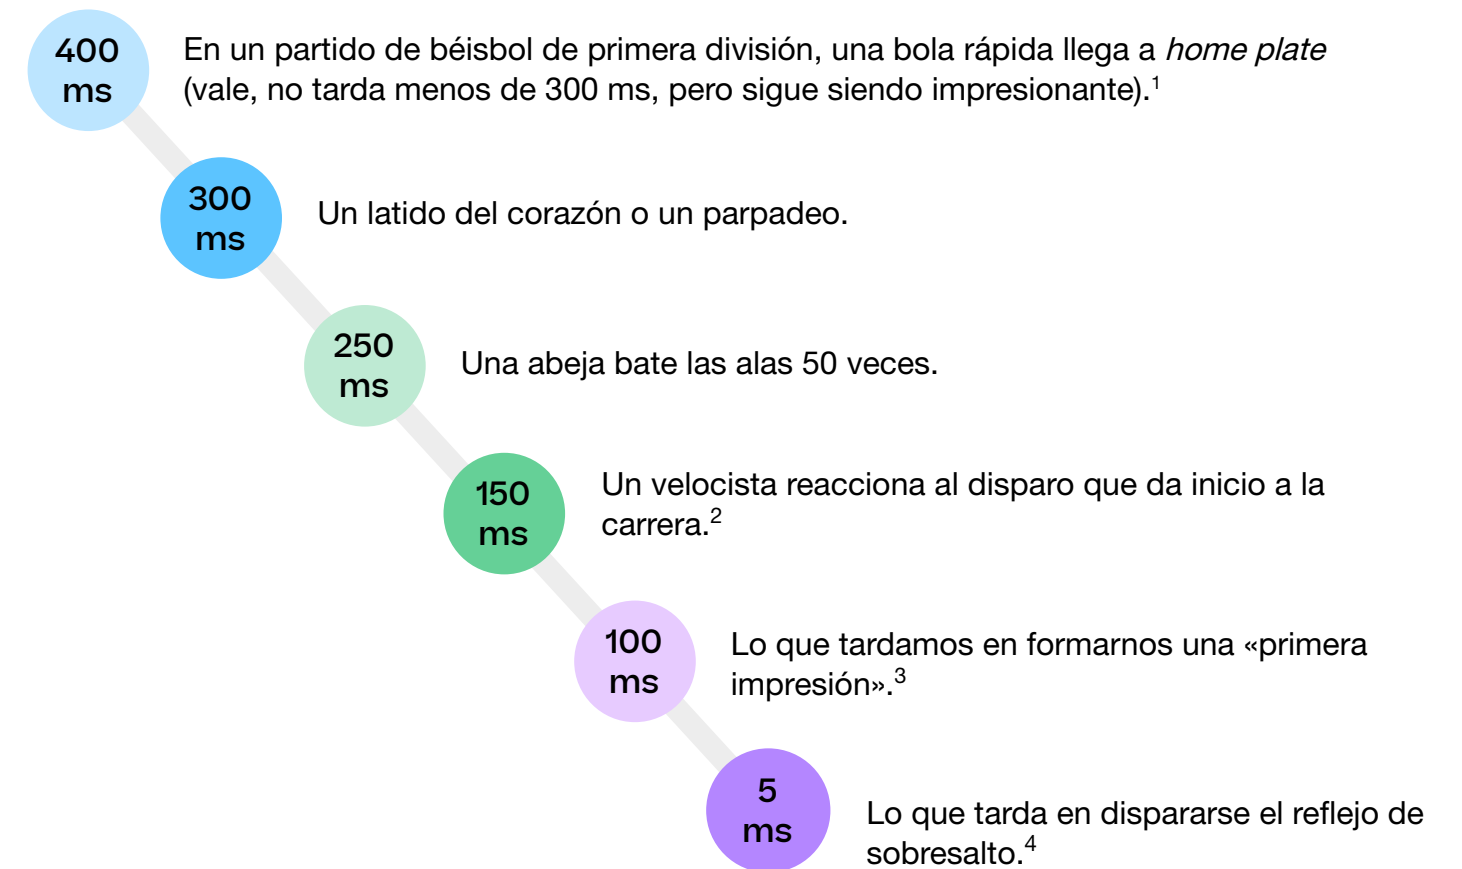 400
ms
En un partido de béisbol de primera división, una bola rápida llega a home plate
(vale, no tarda menos de 300 ms, pero sigue siendo impresionante).¹
300
ms
Un latido del corazón o un parpadeo.
250
ms
Una abeja bate las alas 50 veces.
150
ms
Un velocista reacciona al disparo que da inicio a la
carrera.²
100
ms
Lo que tardamos en formarnos una «primera
impresión».³
5
ms
Lo que tarda en dispararse el reflejo de
sobresalto.⁴